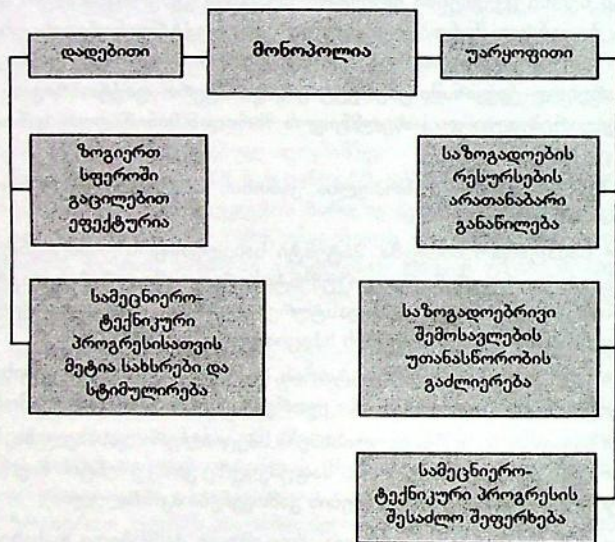 დადებითი
მონოპოლია
უარყოფითი
ზოგიერთ
სფეროში
გაცილებით
ეფექტურია
სამეცნიერო-
ტექნიკური
პროგრესისათვის
მეტია სახსრები და
სტიმულირება
საზოგადოების
რესურსების
არათანაბარი
განაწილება
საზოგადოებრივი
შემოსავლების
უთანასწორობის
გაძლიერება
სამეცნიერო-
ტექნიკური პროგრესის
შესაძლო შეფერხება